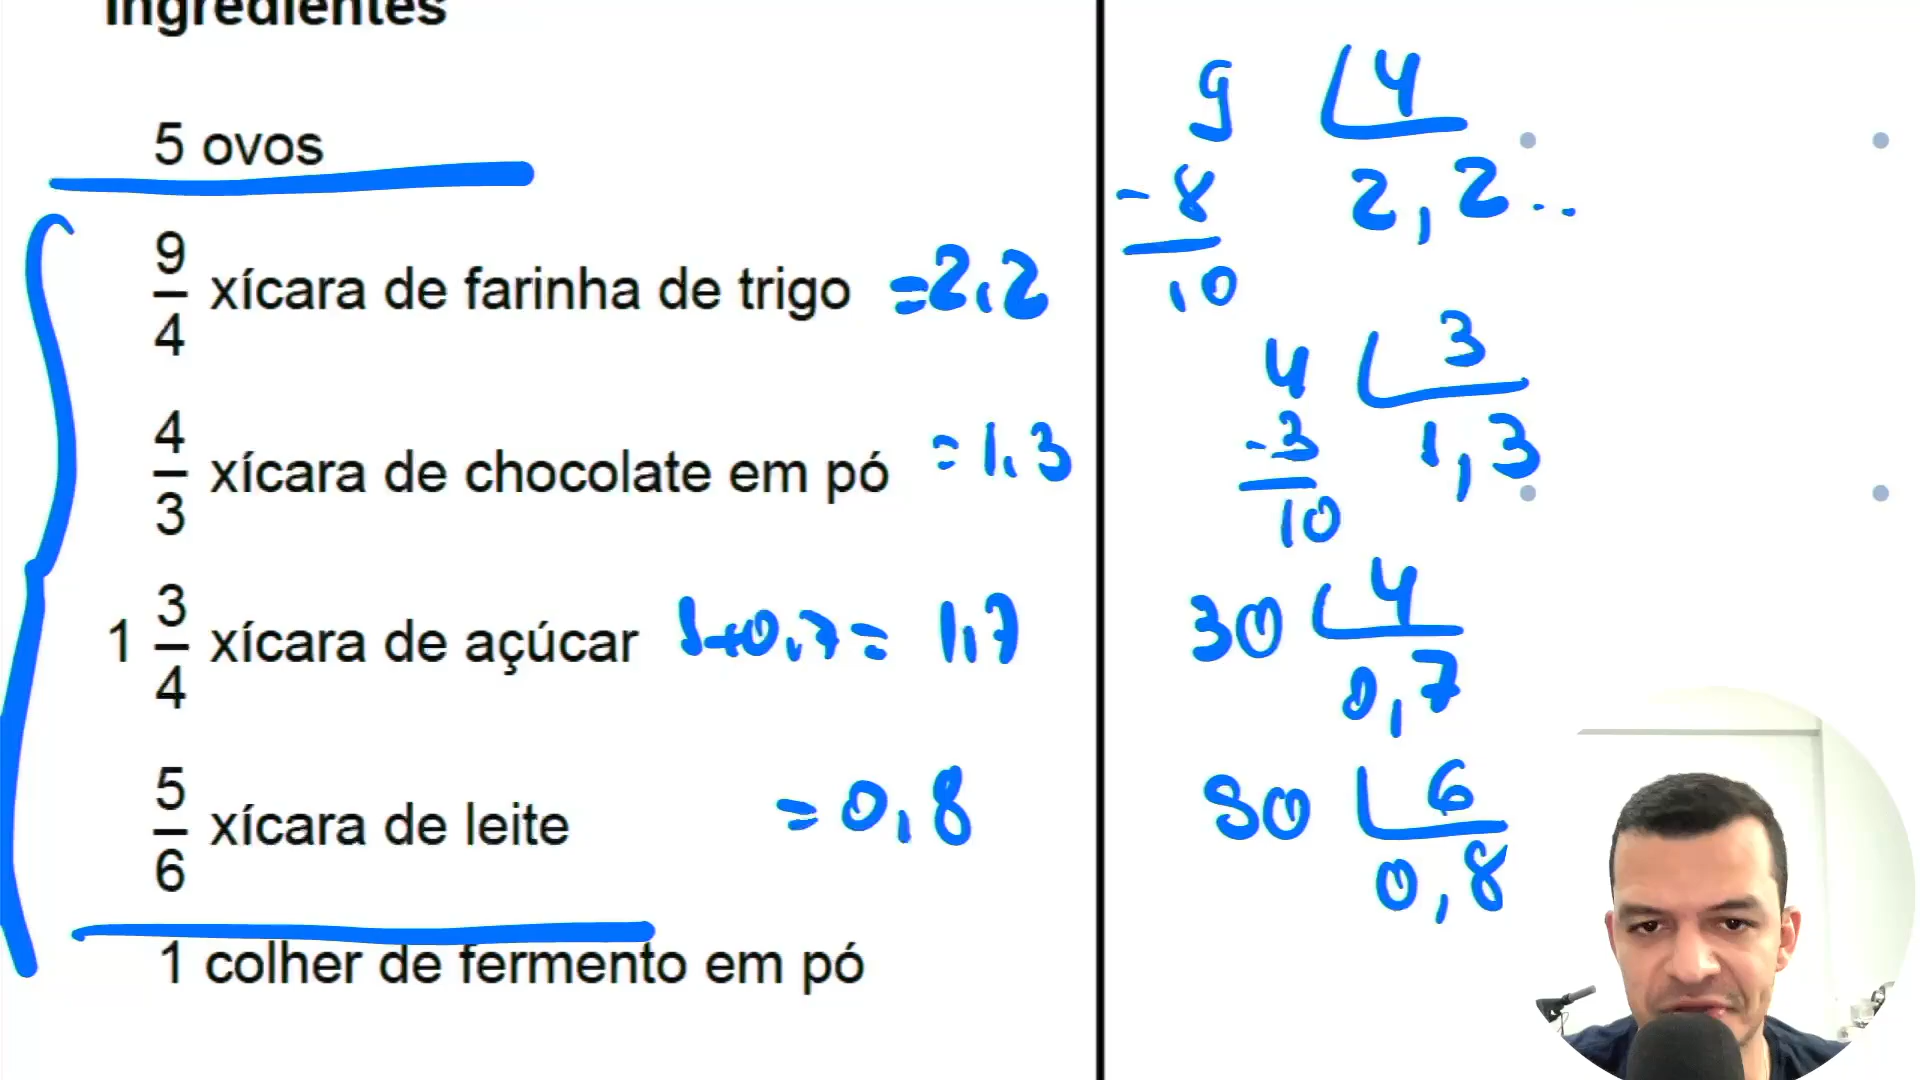 Ingredientes
5 ovos
9/4 xícara de farinha de trigo =2,2
4/3 xícara de chocolate em pó =1,3
1 3/4 xícara de açúcar 1+0,7= 1,7
5/6 xícara de leite =0,8
1 colher de fermento em pó
9 4
-8 2,2..
10
4 3
-3 1,3
10
30 4
0,7
50 6
0,8